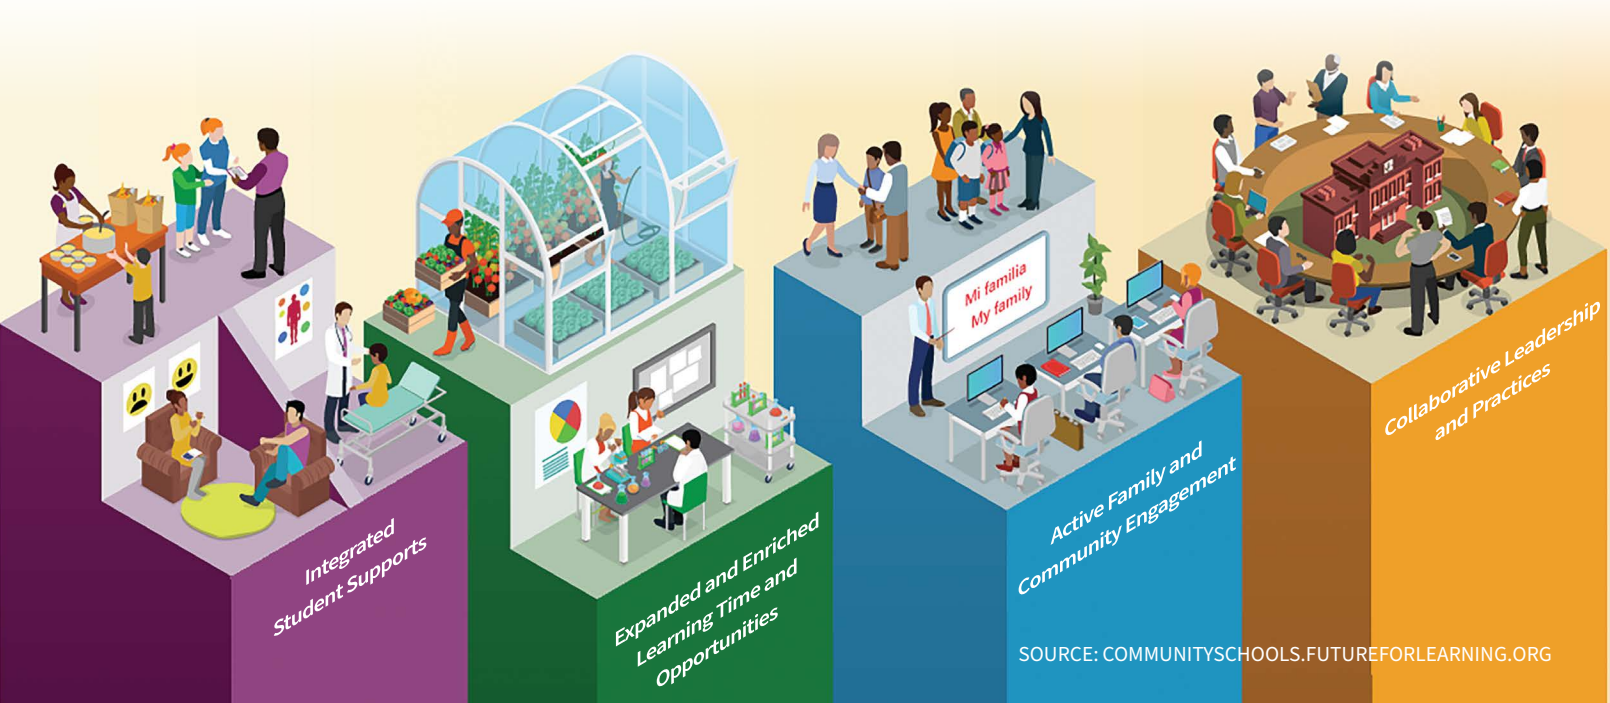 Integrated
Student Supports
Expanded and Enriched
Learning Time and
Opportunities
Mi familia
My family
Active Family and
Community Engagement
Collaborative Leadership
and Practices
SOURCE: COMMUNITYSCHOOLS.FUTUREFORLEARNING.ORG